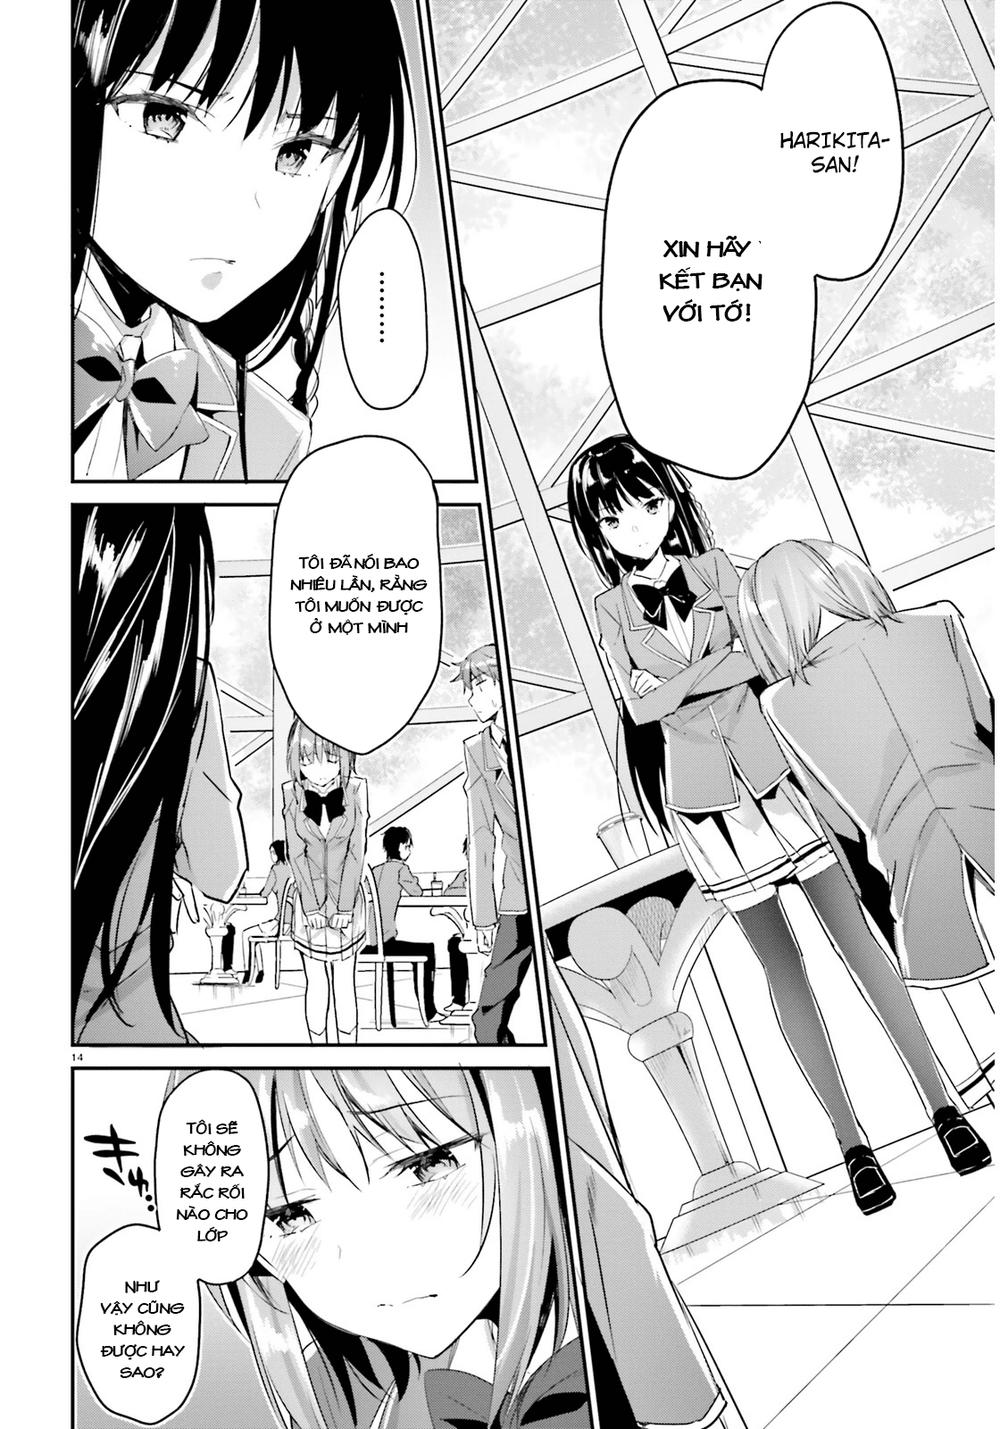 HARIKITA-
SAN!
XIN HÃY
KẾT BẠN
VỚI TỚ!
.........
TÔI ĐÃ NÓI BAO
NHIÊU LẦN, RẰNG
TÔI MUỐN ĐƯỢC
Ở MỘT MÌNH
14
TÔI SẼ
KHÔNG
GÂY RA
RẮC RỐI
NÀO CHO
LỚP
きゅ…
NHƯ
VẬY CŨNG
KHÔNG
ĐƯỢC HAY
SAO?